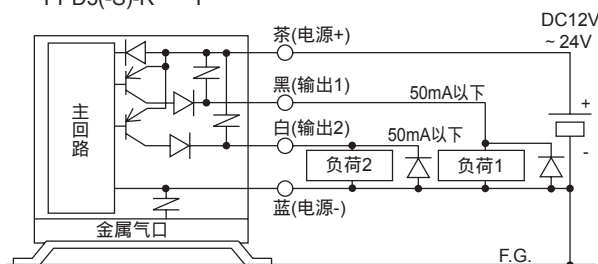 DC12V
~ 24V
茶(电源+)
黑(输出1)
50mA以下
+
主回路
白(输出2)
50mA以下
负荷2
负荷1
-
蓝(电源-)
金属气口
F.G.